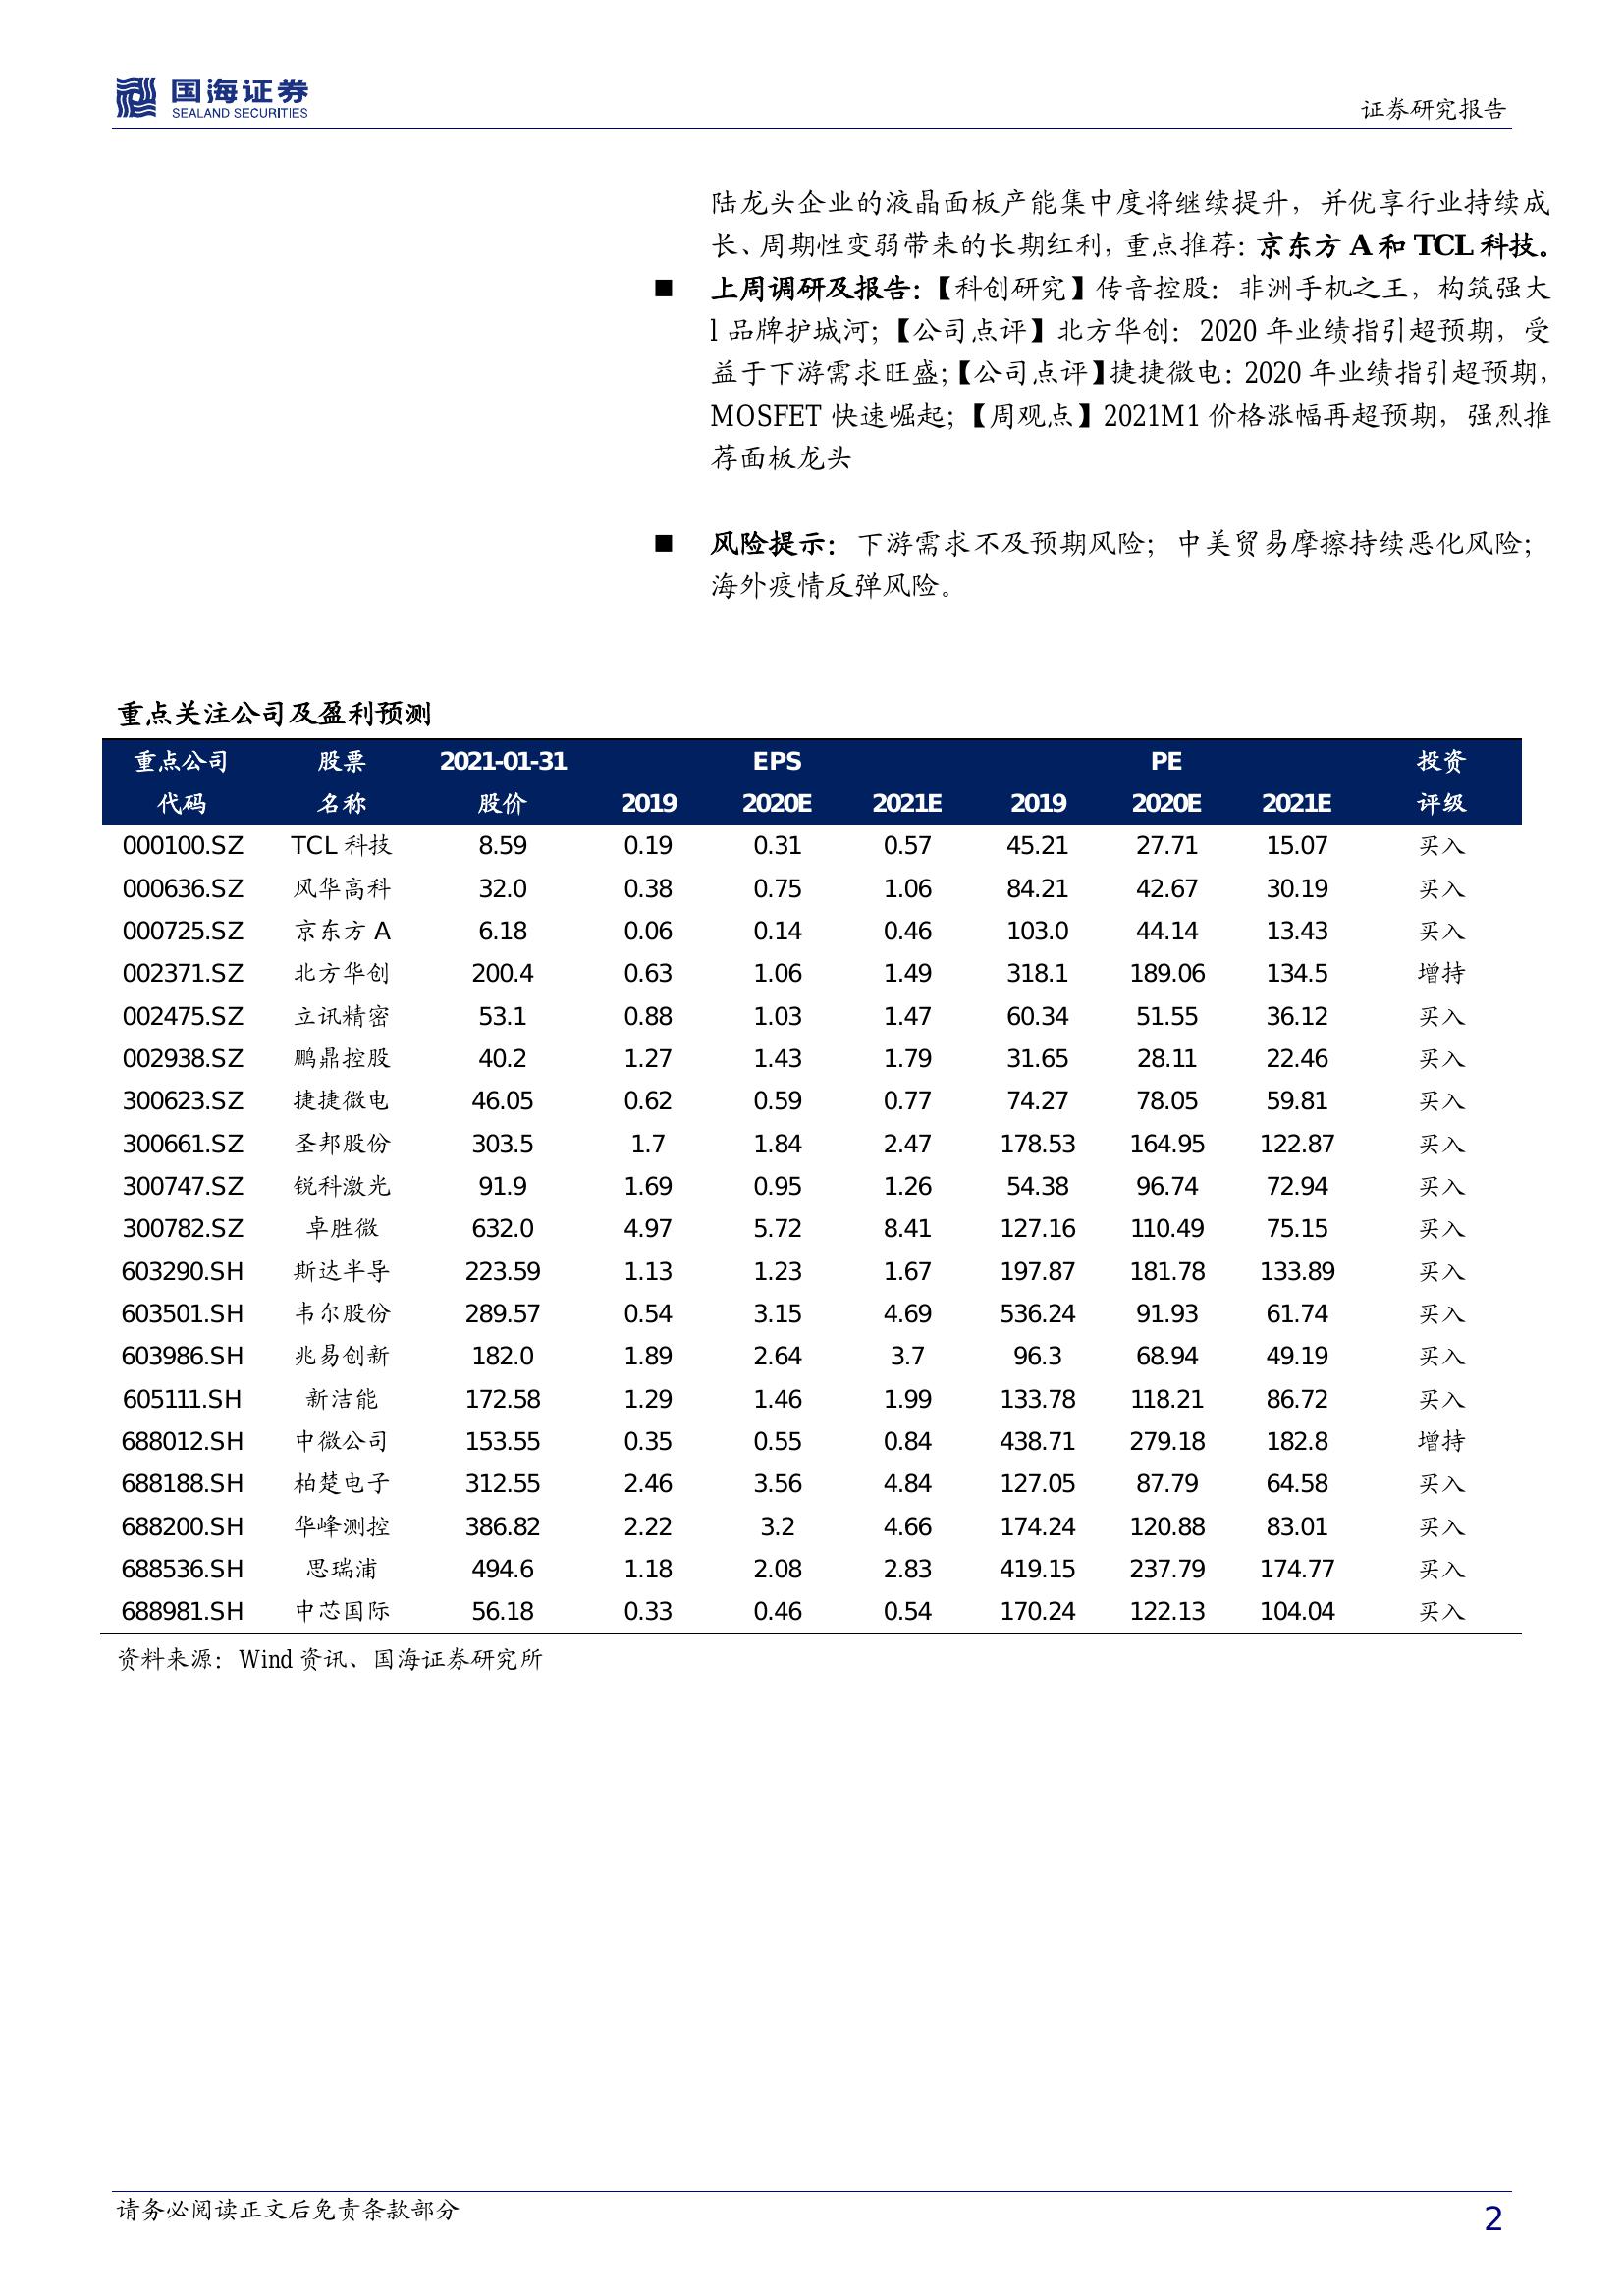 国海证券
SEALAND SECURITIES
证券研究报告
陆龙头企业的液晶面板产能集中度将继续提升，并优享行业持续成
长、周期性变弱带来的长期红利，重点推荐：京东方 A 和 TCL 科技。
■ 上周调研及报告：【科创研究】传音控股：非洲手机之王，构筑强大
l 品牌护城河；【公司点评】北方华创：2020 年业绩指引超预期，受
益于下游需求旺盛；【公司点评】捷捷微电：2020 年业绩指引超预期，
MOSFET 快速崛起；【周观点】2021M1 价格涨幅再超预期，强烈推
荐面板龙头
■ 风险提示：下游需求不及预期风险；中美贸易摩擦持续恶化风险；
海外疫情反弹风险。
重点关注公司及盈利预测
重点公司 股票 2021-01-31 EPS PE 投资
代码 名称 股价 2019 2020E 2021E 2019 2020E 2021E 评级
000100.SZ TCL 科技 8.59 0.19 0.31 0.57 45.21 27.71 15.07 买入
000636.SZ 风华高科 32.0 0.38 0.75 1.06 84.21 42.67 30.19 买入
000725.SZ 京东方 A 6.18 0.06 0.14 0.46 103.0 44.14 13.43 买入
002371.SZ 北方华创 200.4 0.63 1.06 1.49 318.1 189.06 134.5 增持
002475.SZ 立讯精密 53.1 0.88 1.03 1.47 60.34 51.55 36.12 买入
002938.SZ 鹏鼎控股 40.2 1.27 1.43 1.79 31.65 28.11 22.46 买入
300623.SZ 捷捷微电 46.05 0.62 0.59 0.77 74.27 78.05 59.81 买入
300661.SZ 圣邦股份 303.5 1.7 1.84 2.47 178.53 164.95 122.87 买入
300747.SZ 锐科激光 91.9 1.69 0.95 1.26 54.38 96.74 72.94 买入
300782.SZ 卓胜微 632.0 4.97 5.72 8.41 127.16 110.49 75.15 买入
603290.SH 斯达半导 223.59 1.13 1.23 1.67 197.87 181.78 133.89 买入
603501.SH 韦尔股份 289.57 0.54 3.15 4.69 536.24 91.93 61.74 买入
603986.SH 兆易创新 182.0 1.89 2.64 3.7 96.3 68.94 49.19 买入
605111.SH 新洁能 172.58 1.29 1.46 1.99 133.78 118.21 86.72 买入
688012.SH 中微公司 153.55 0.35 0.55 0.84 438.71 279.18 182.8 增持
688188.SH 柏楚电子 312.55 2.46 3.56 4.84 127.05 87.79 64.58 买入
688200.SH 华峰测控 386.82 2.22 3.2 4.66 174.24 120.88 83.01 买入
688536.SH 思瑞浦 494.6 1.18 2.08 2.83 419.15 237.79 174.77 买入
688981.SH 中芯国际 56.18 0.33 0.46 0.54 170.24 122.13 104.04 买入
资料来源：Wind 资讯、国海证券研究所
请务必阅读正文后免责条款部分
2